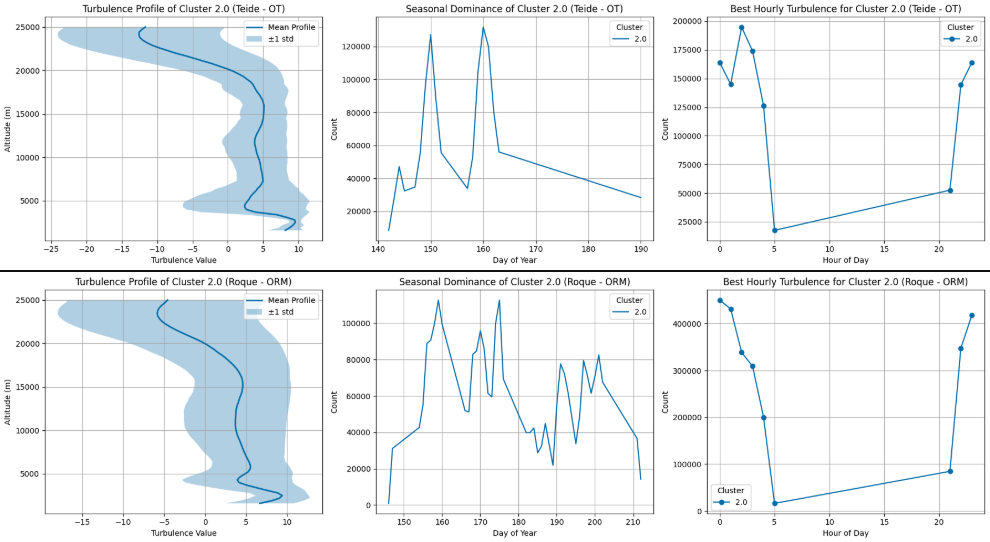 Turbulence Profile of Cluster 2.0 (Teide - OT)
Mean Profile
±1 std
25000
20000
15000
10000
5000
Altitude (m)
−25 −20 −15 −10 −5 0 5 10
Turbulence Value
Seasonal Dominance of Cluster 2.0 (Teide - OT)
Cluster
2.0
120000
100000
80000
60000
40000
20000
Count
140 150 160 170 180 190
Day of Year
Best Hourly Turbulence for Cluster 2.0 (Teide - OT)
Cluster
2.0
200000
175000
150000
125000
100000
75000
50000
25000
Count
0 5 10 15 20
Hour of Day
Turbulence Profile of Cluster 2.0 (Roque - ORM)
Mean Profile
±1 std
25000
20000
15000
10000
5000
Altitude (m)
−15 −10 −5 0 5 10
Turbulence Value
Seasonal Dominance of Cluster 2.0 (Roque - ORM)
Cluster
2.0
100000
80000
60000
40000
20000
0
Count
150 160 170 180 190 200 210
Day of Year
Best Hourly Turbulence for Cluster 2.0 (Roque - ORM)
400000
300000
200000
100000
0
Count
Cluster
2.0
0 5 10 15 20
Hour of Day